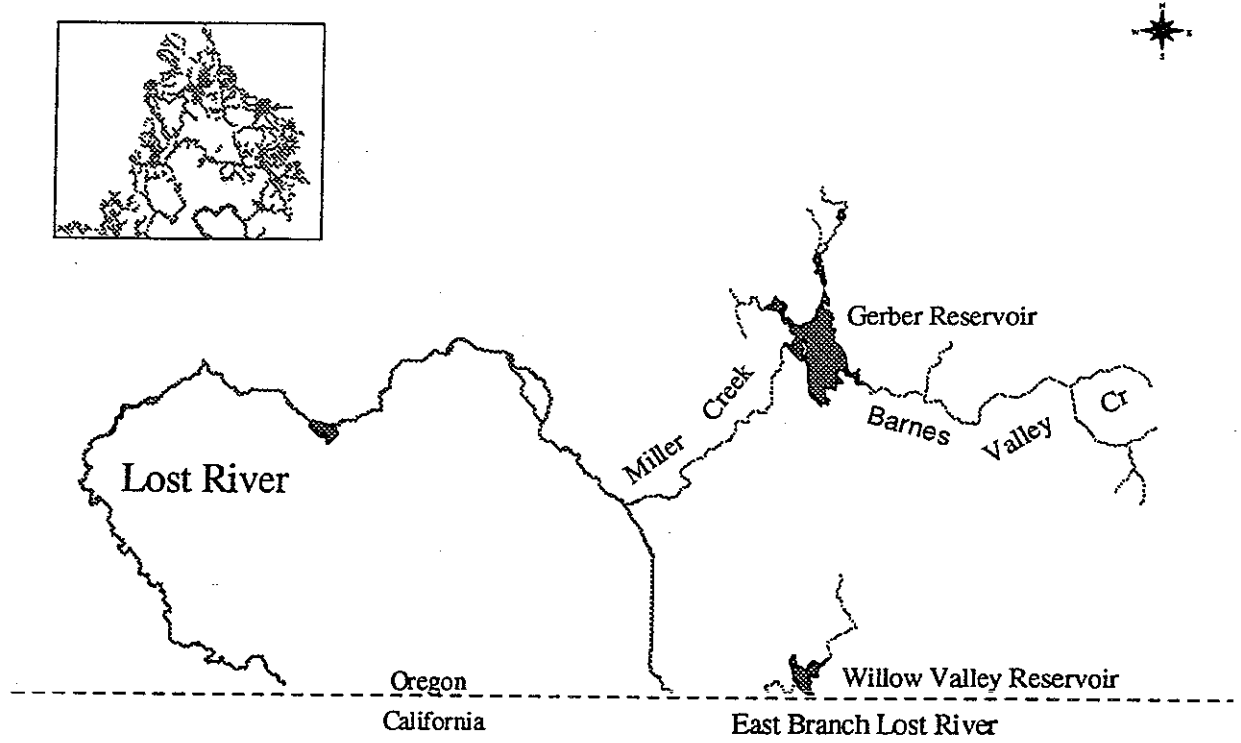 N
W E
S
Gerber Reservoir
Miller Creek
Barnes Valley Cr
Lost River
Willow Valley Reservoir
Oregon
California
East Branch Lost River